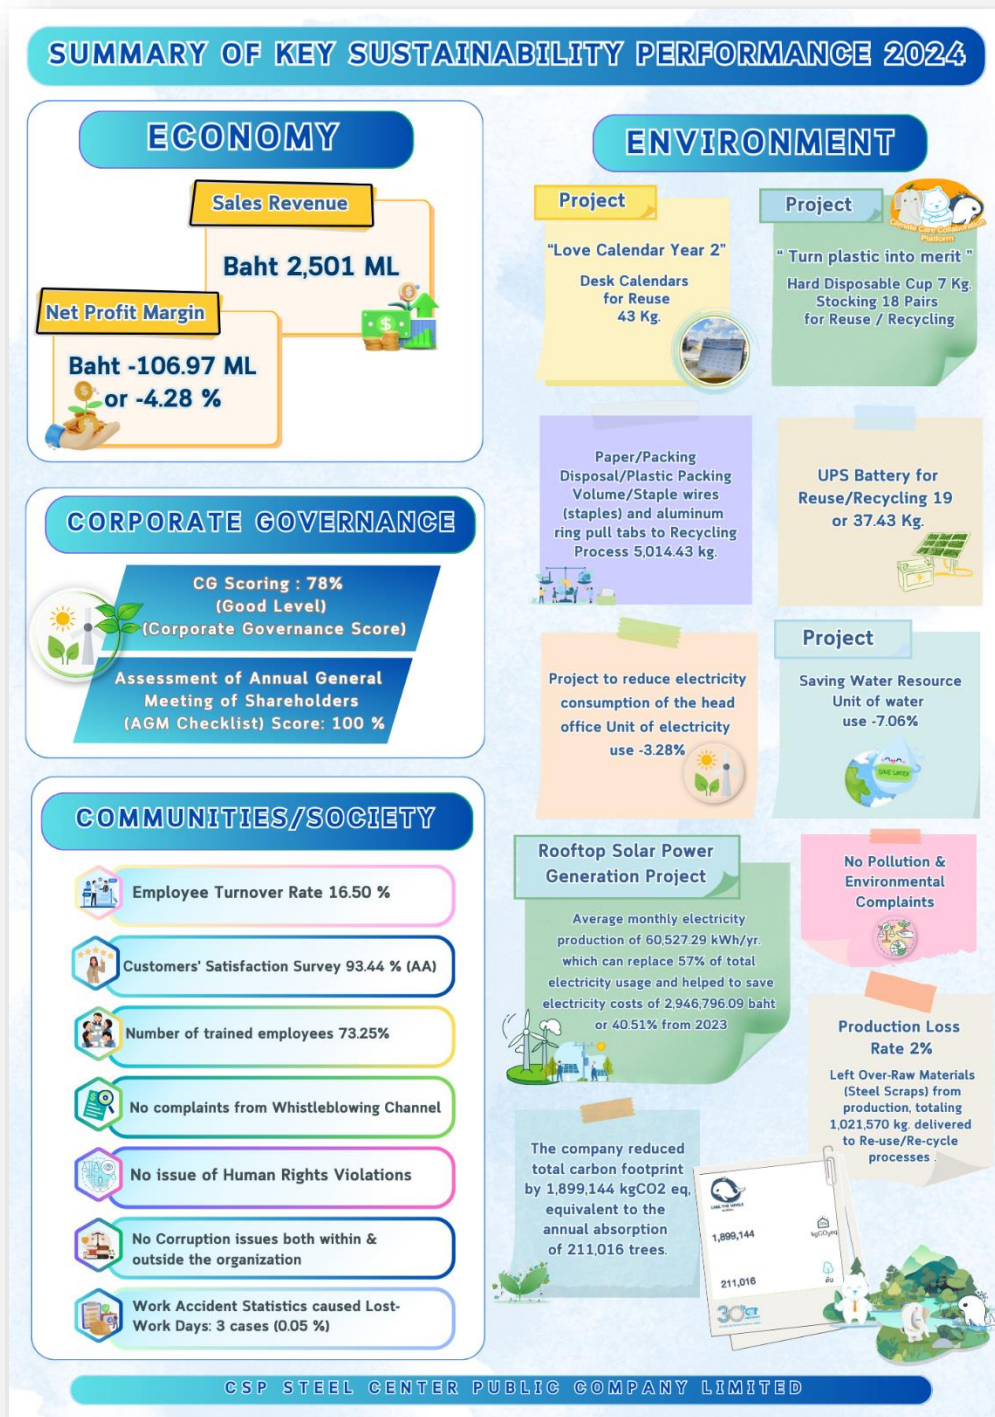 SUMMARY OF KEY SUSTAINABILITY PERFORMANCE 2024
ECONOMY
Sales Revenue
Baht 2,501 ML
Net Profit Margin
Baht -106.97 ML
or -4.28 %
CORPORATE GOVERNANCE
CG Scoring : 78%
(Good Level)
(Corporate Governance Score)
Assessment of Annual General
Meeting of Shareholders
(AGM Checklist) Score: 100 %
COMMUNITIES/SOCIETY
Employee Turnover Rate 16.50 %
Customers' Satisfaction Survey 93.44 % (AA)
Number of trained employees 73.25%
No complaints from Whistleblowing Channel
No issue of Human Rights Violations
No Corruption issues both within &
outside the organization
Work Accident Statistics caused Lost-
Work Days: 3 cases (0.05 %)
ENVIRONMENT
Project
"Love Calendar Year 2"
Desk Calendars
for Reuse
43 Kg.
Project
Climate Care Collaboration
Platform
" Turn plastic into merit "
Hard Disposable Cup 7 Kg.
Stocking 18 Pairs
for Reuse / Recycling
Paper/Packing
Disposal/Plastic Packing
Volume/Staple wires
(staples) and aluminum
ring pull tabs to Recycling
Process 5,014.43 kg.
UPS Battery for
Reuse/Recycling 19
or 37.43 Kg.
Project to reduce electricity
consumption of the head
office Unit of electricity
use -3.28%
Project
Saving Water Resource
Unit of water
use -7.06%
SAVE WATER
Rooftop Solar Power
Generation Project
Average monthly electricity
production of 60,527.29 kWh/yr.
which can replace 57% of total
electricity usage and helped to save
electricity costs of 2,946,796.09 baht
or 40.51% from 2023
No Pollution &
Environmental
Complaints
Production Loss
Rate 2%
Left Over-Raw Materials
(Steel Scraps) from
production, totaling
1,021,570 kg. delivered
to Re-use/Re-cycle
processes .
The company reduced
total carbon footprint
by 1,899,144 kgCO2 eq,
equivalent to the
annual absorption
of 211,016 trees.
CARE THE WHALE
1,899,144
kgCO2eq
211,016
ต้น
30
CSP STEEL CENTER PUBLIC COMPANY LIMITED